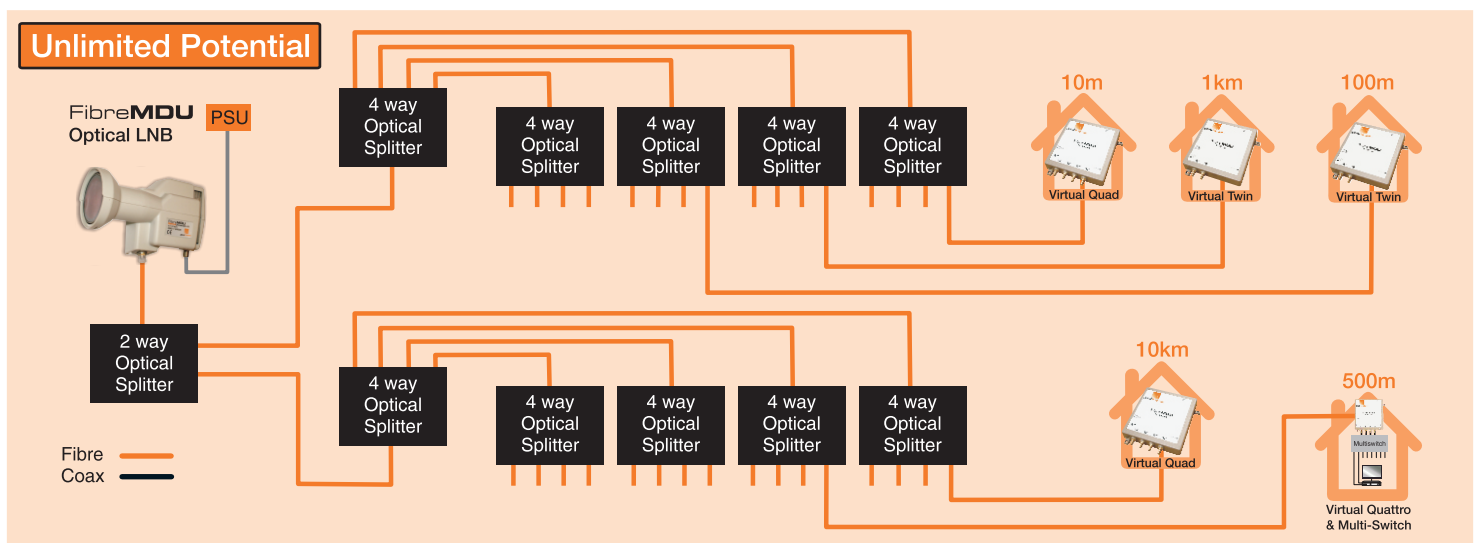 Unlimited Potential
FibreMDU
Optical LNB
PSU
4 way
Optical
Splitter
4 way
Optical
Splitter
4 way
Optical
Splitter
4 way
Optical
Splitter
4 way
Optical
Splitter
10m
Virtual Quad
1km
Virtual Twin
100m
Virtual Twin
2 way
Optical
Splitter
4 way
Optical
Splitter
4 way
Optical
Splitter
4 way
Optical
Splitter
4 way
Optical
Splitter
4 way
Optical
Splitter
10km
Virtual Quad
500m
Multiswitch
Virtual Quattro
& Multi-Switch
Fibre
Coax